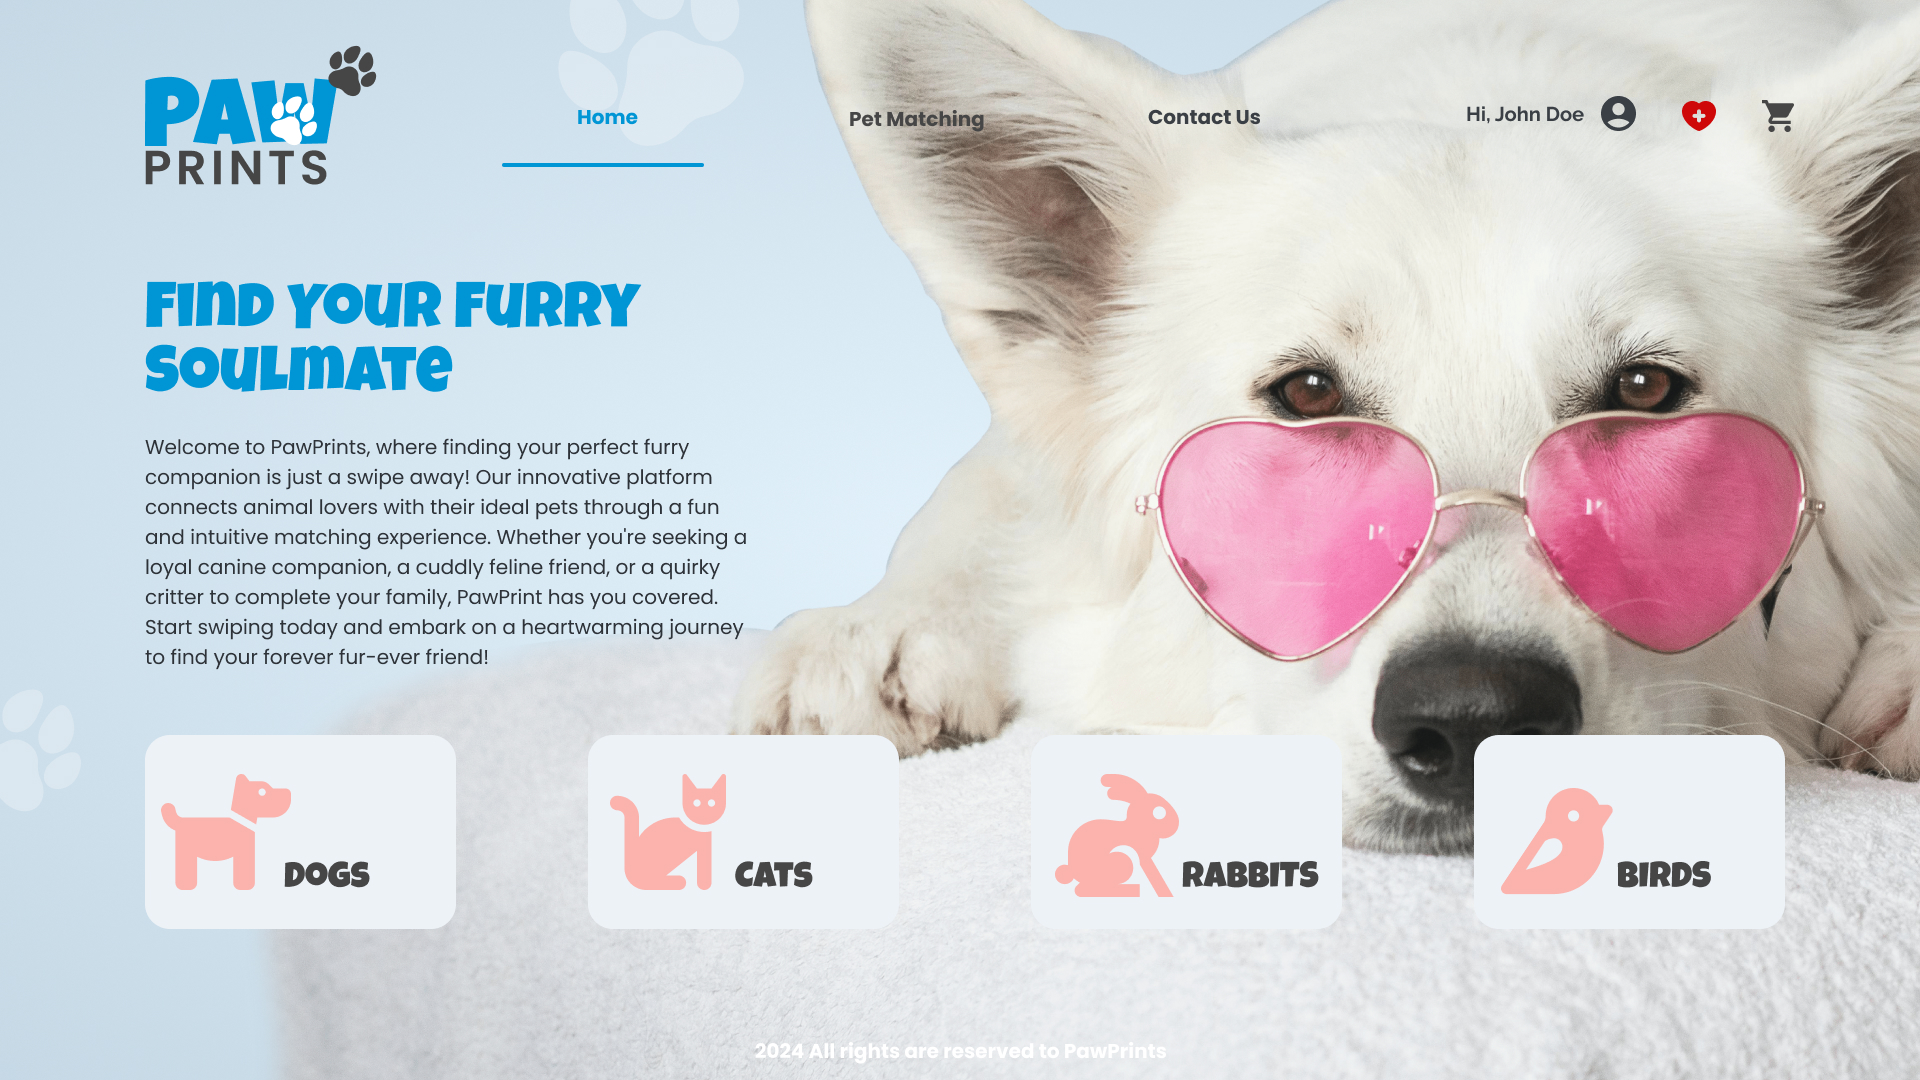 PAW
PRINTS
Home
Pet Matching
Contact Us
Hi, John Doe
FIND YOUR FURRY
SOULMATE
Welcome to PawPrints, where finding your perfect furry
companion is just a swipe away! Our innovative platform
connects animal lovers with their ideal pets through a fun
and intuitive matching experience. Whether you're seeking a
loyal canine companion, a cuddly feline friend, or a quirky
critter to complete your family, PawPrint has you covered.
Start swiping today and embark on a heartwarming journey
to find your forever fur-ever friend!
DOGS
CATS
RABBITS
BIRDS
2024 All rights are reserved to PawPrints